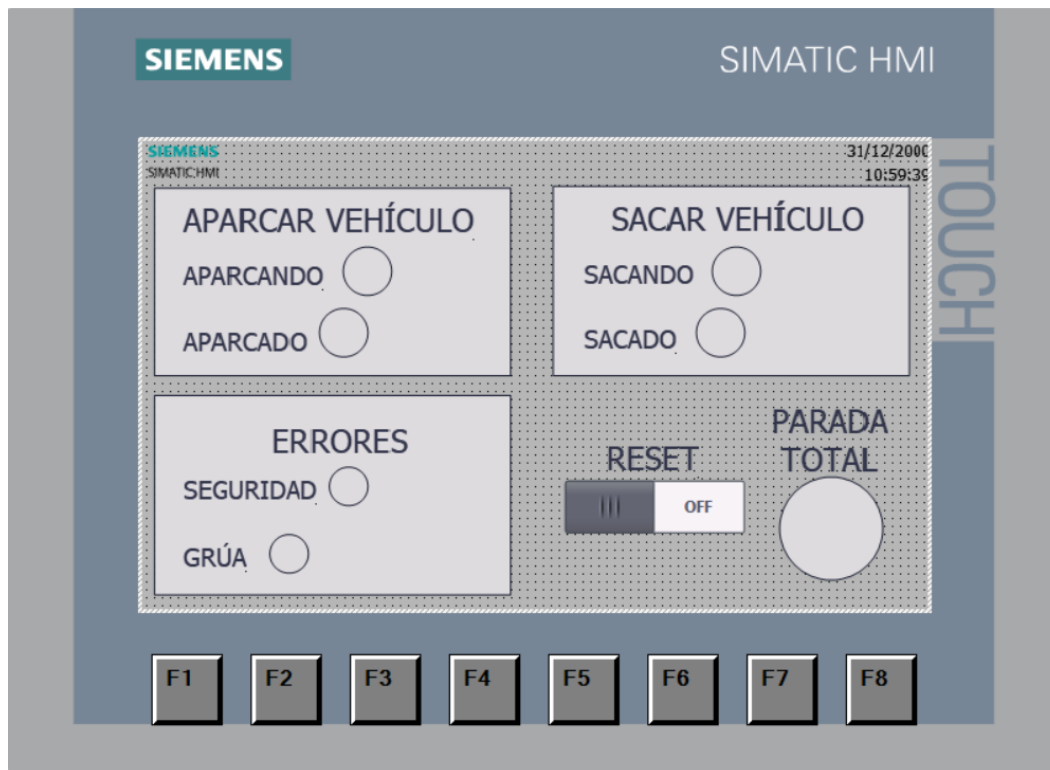 SIEMENS
SIMATIC HMI
TOUCH
SIEMENS
SIMATIC HMI
31/12/2000
10:59:39
APARCAR VEHÍCULO
APARCANDO
APARCADO
SACAR VEHÍCULO
SACANDO
SACADO
ERRORES
SEGURIDAD
GRÚA
RESET
OFF
PARADA
TOTAL
F1 F2 F3 F4 F5 F6 F7 F8